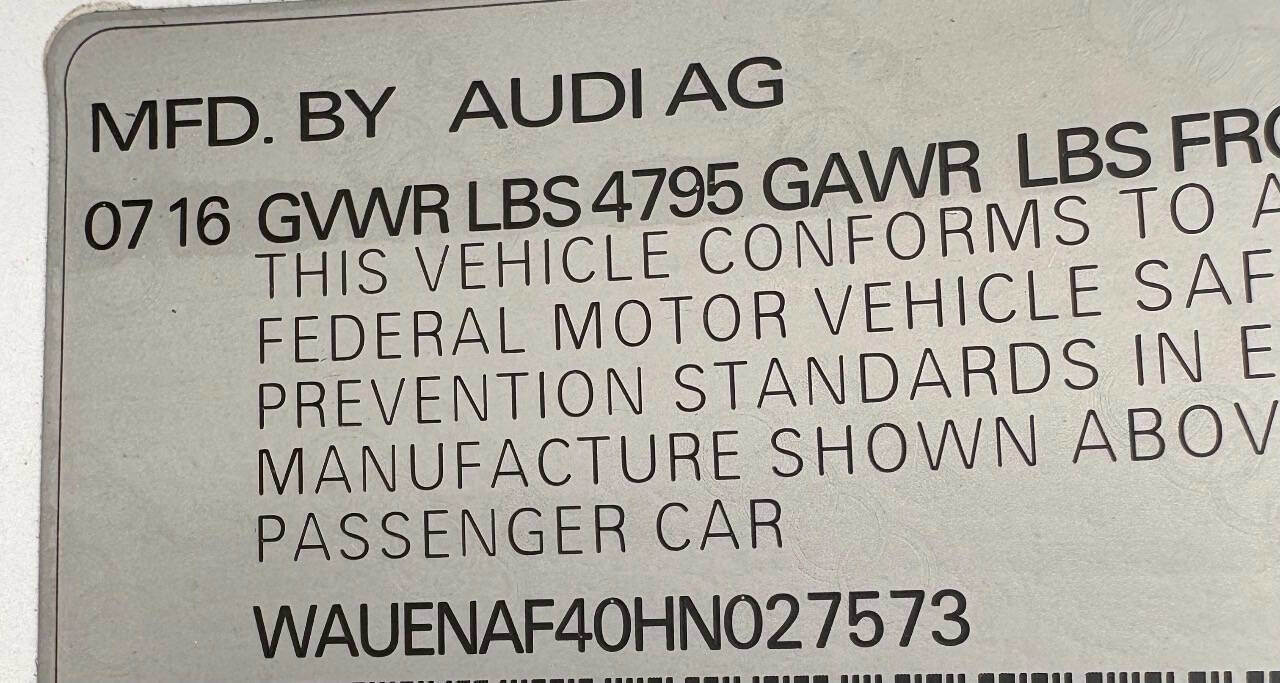 MFD. BY AUDI AG
07 16 GVWR LBS 4795 GAWR LBS
THIS VEHICLE CONFORMS TO
FEDERAL MOTOR VEHICLE
PREVENTION STANDARDS IN
MANUFACTURE SHOWN
PASSENGER CAR
WAUENAF40HN027573